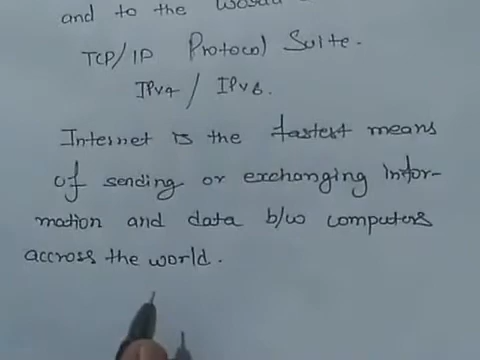 and to the
TCP/IP Protocol Suite.
IPv4 / IPv6.
Internet is the fastest means
of sending or exchanging infor-
mation and data b/w computers
accross the world.